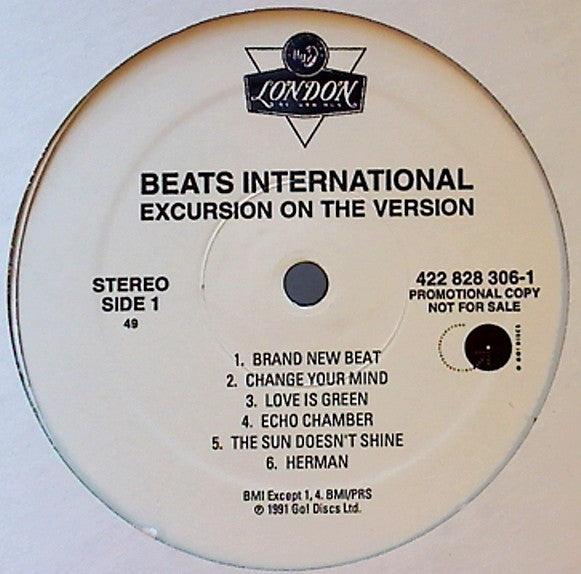 LONDON
BEATS INTERNATIONAL
EXCURSION ON THE VERSION
STEREO
SIDE 1
49
422 828 306-1
PROMOTIONAL COPY
NOT FOR SALE
1. BRAND NEW BEAT
2. CHANGE YOUR MIND
3. LOVE IS GREEN
4. ECHO CHAMBER
5. THE SUN DOESN'T SHINE
6. HERMAN
BMI Except 1, 4. BMI/PRS
℗ 1991 Go! Discs Ltd.
GO! DISCS